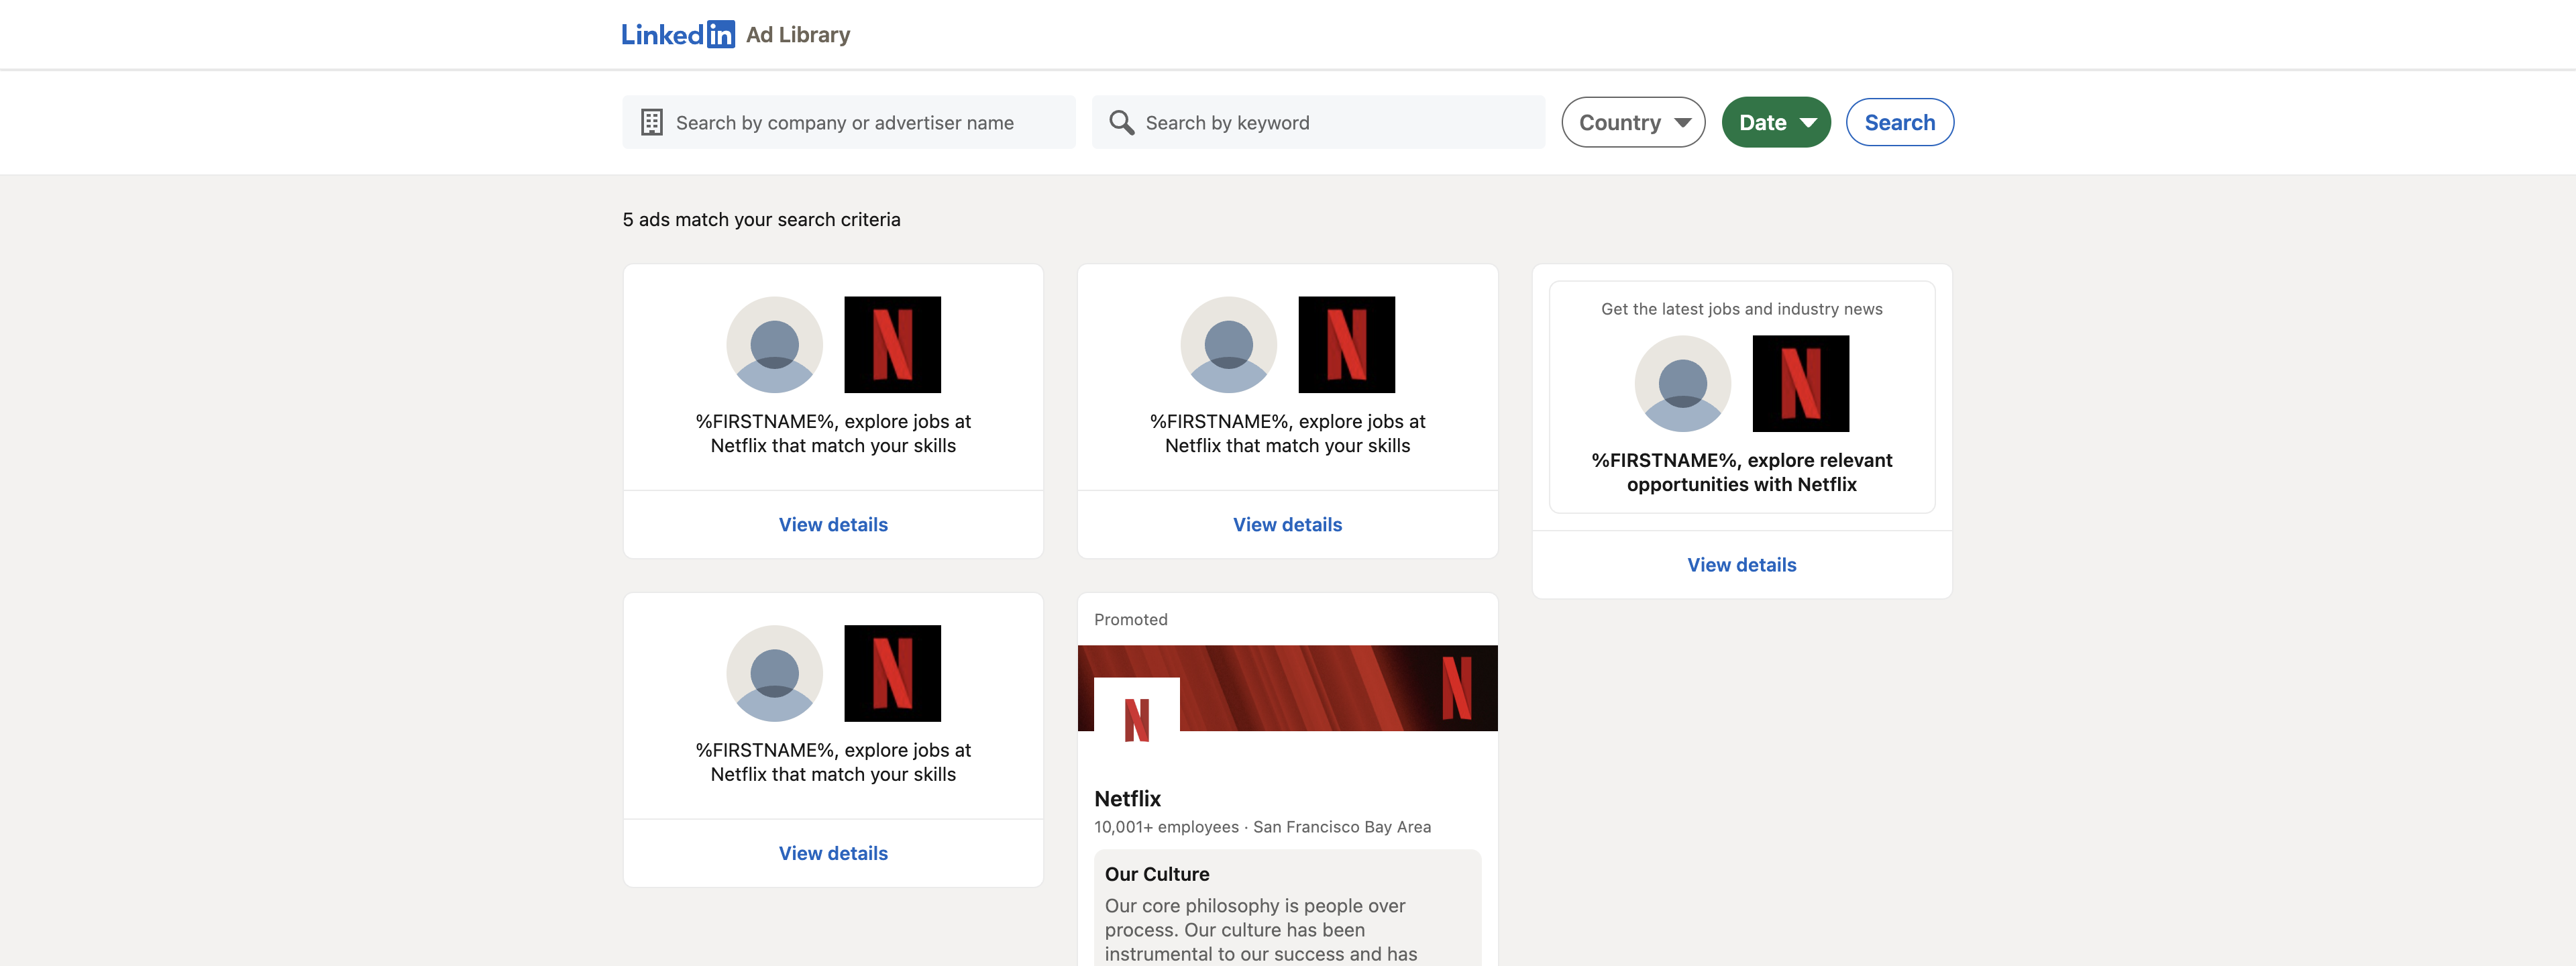 LinkedIn Ad Library
Search by company or advertiser name
Search by keyword
Country
Date
Search
5 ads match your search criteria
%FIRSTNAME%, explore jobs at
Netflix that match your skills
View details
%FIRSTNAME%, explore jobs at
Netflix that match your skills
View details
Get the latest jobs and industry news
%FIRSTNAME%, explore relevant
opportunities with Netflix
View details
%FIRSTNAME%, explore jobs at
Netflix that match your skills
View details
Promoted
Netflix
10,001+ employees · San Francisco Bay Area
Our Culture
Our core philosophy is people over
process. Our culture has been
instrumental to our success and has